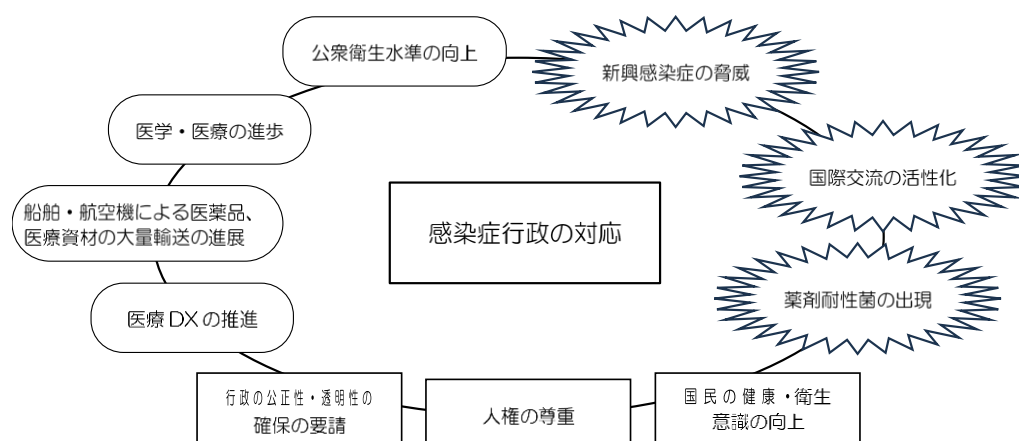 公衆衛生水準の向上
新興感染症の脅威
医学・医療の進歩
国際交流の活性化
船舶・航空機による医薬品、
医療資材の大量輸送の進展
感染症行政の対応
薬剤耐性菌の出現
医療DXの推進
行政の公正性・透明性の
確保の要請
人権の尊重
国民の健康・衛生
意識の向上